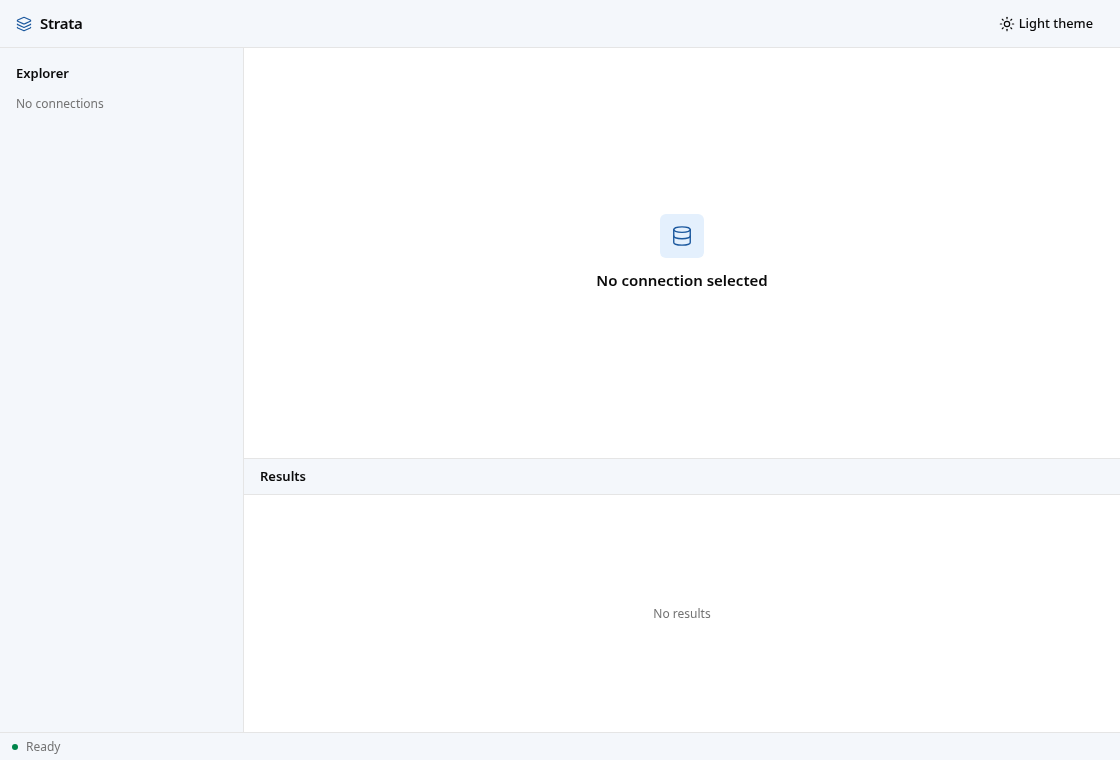 Strata
Light theme
Explorer
No connections
No connection selected
Results
No results
Ready